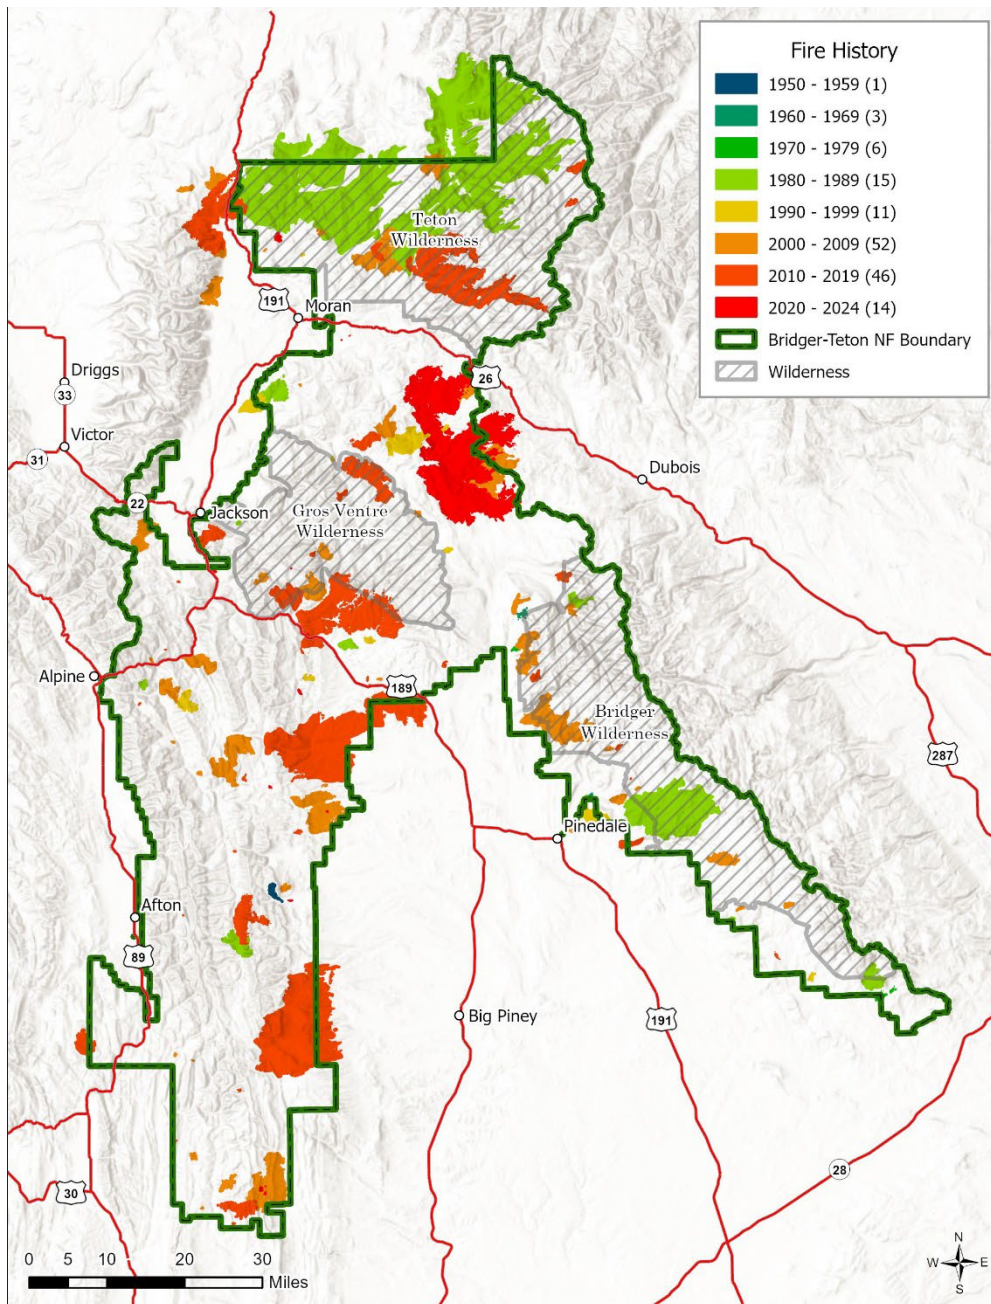 Fire History
1950 - 1959 (1)
1960 - 1969 (3)
1970 - 1979 (6)
1980 - 1989 (15)
1990 - 1999 (11)
2000 - 2009 (52)
2010 - 2019 (46)
2020 - 2024 (14)
Bridger-Teton NF Boundary
Wilderness
Teton
Wilderness
191
Moran
Driggs
33
26
Victor
31
Dubois
22
Jackson
Gros Ventre
Wilderness
Alpine
189
Bridger
Wilderness
287
Pinedale
Afton
89
Big Piney
191
28
30
0 5 10 20 30
Miles
N
W E
S